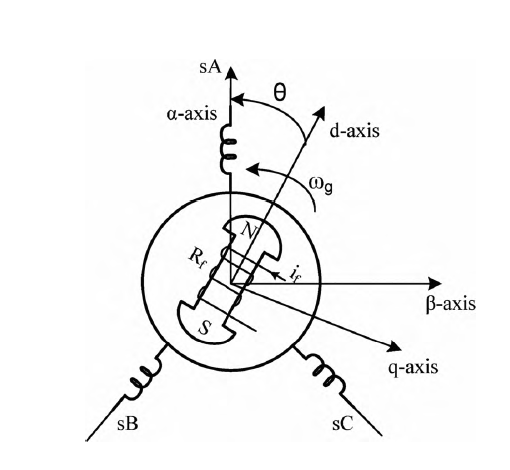 sA
θ
α-axis
d-axis
ωg
N
Rf
if
β-axis
S
q-axis
sB
sC